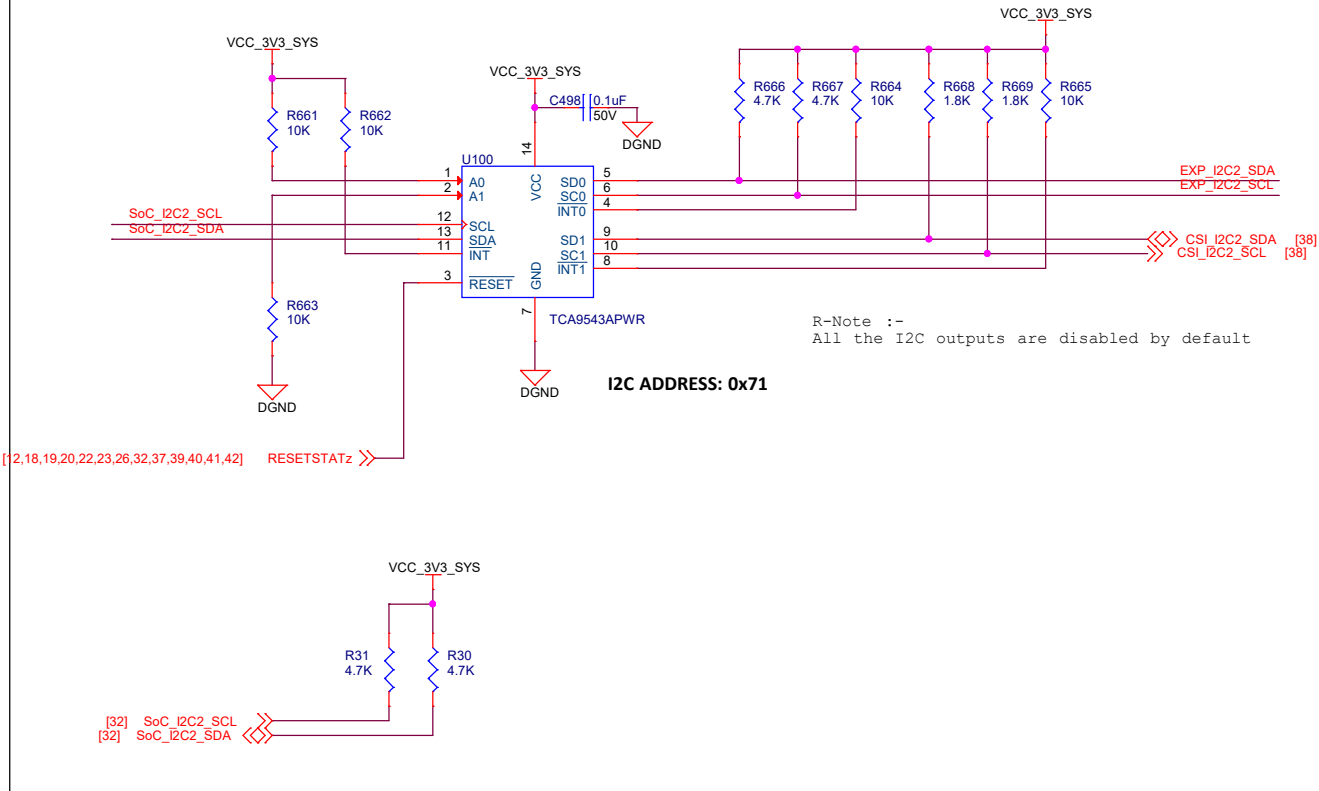 VCC_3V3_SYS
VCC_3V3_SYS
VCC_3V3_SYS
R661
10K
R662
10K
C498
0.1uF
50V
DGND
R666
4.7K
R667
4.7K
R664
10K
R668
1.8K
R669
1.8K
R665
10K
U100
14
VCC
1
A0
2
A1
12
SCL
13
SDA
11
INT
3
RESET
GND
7
SD0
5
SC0
6
INT0
4
SD1
9
SC1
10
INT1
8
TCA9543APWR
EXP_I2C2_SDA
EXP_I2C2_SCL
SoC_I2C2_SCL
SoC_I2C2_SDA
CSI_I2C2_SDA [38]
CSI_I2C2_SCL [38]
R663
10K
DGND
DGND
R-Note :-
All the I2C outputs are disabled by default
I2C ADDRESS: 0x71
[12,18,19,20,22,23,26,32,37,39,40,41,42] RESETSTATz
VCC_3V3_SYS
R31
4.7K
R30
4.7K
[32] SoC_I2C2_SCL
[32] SoC_I2C2_SDA